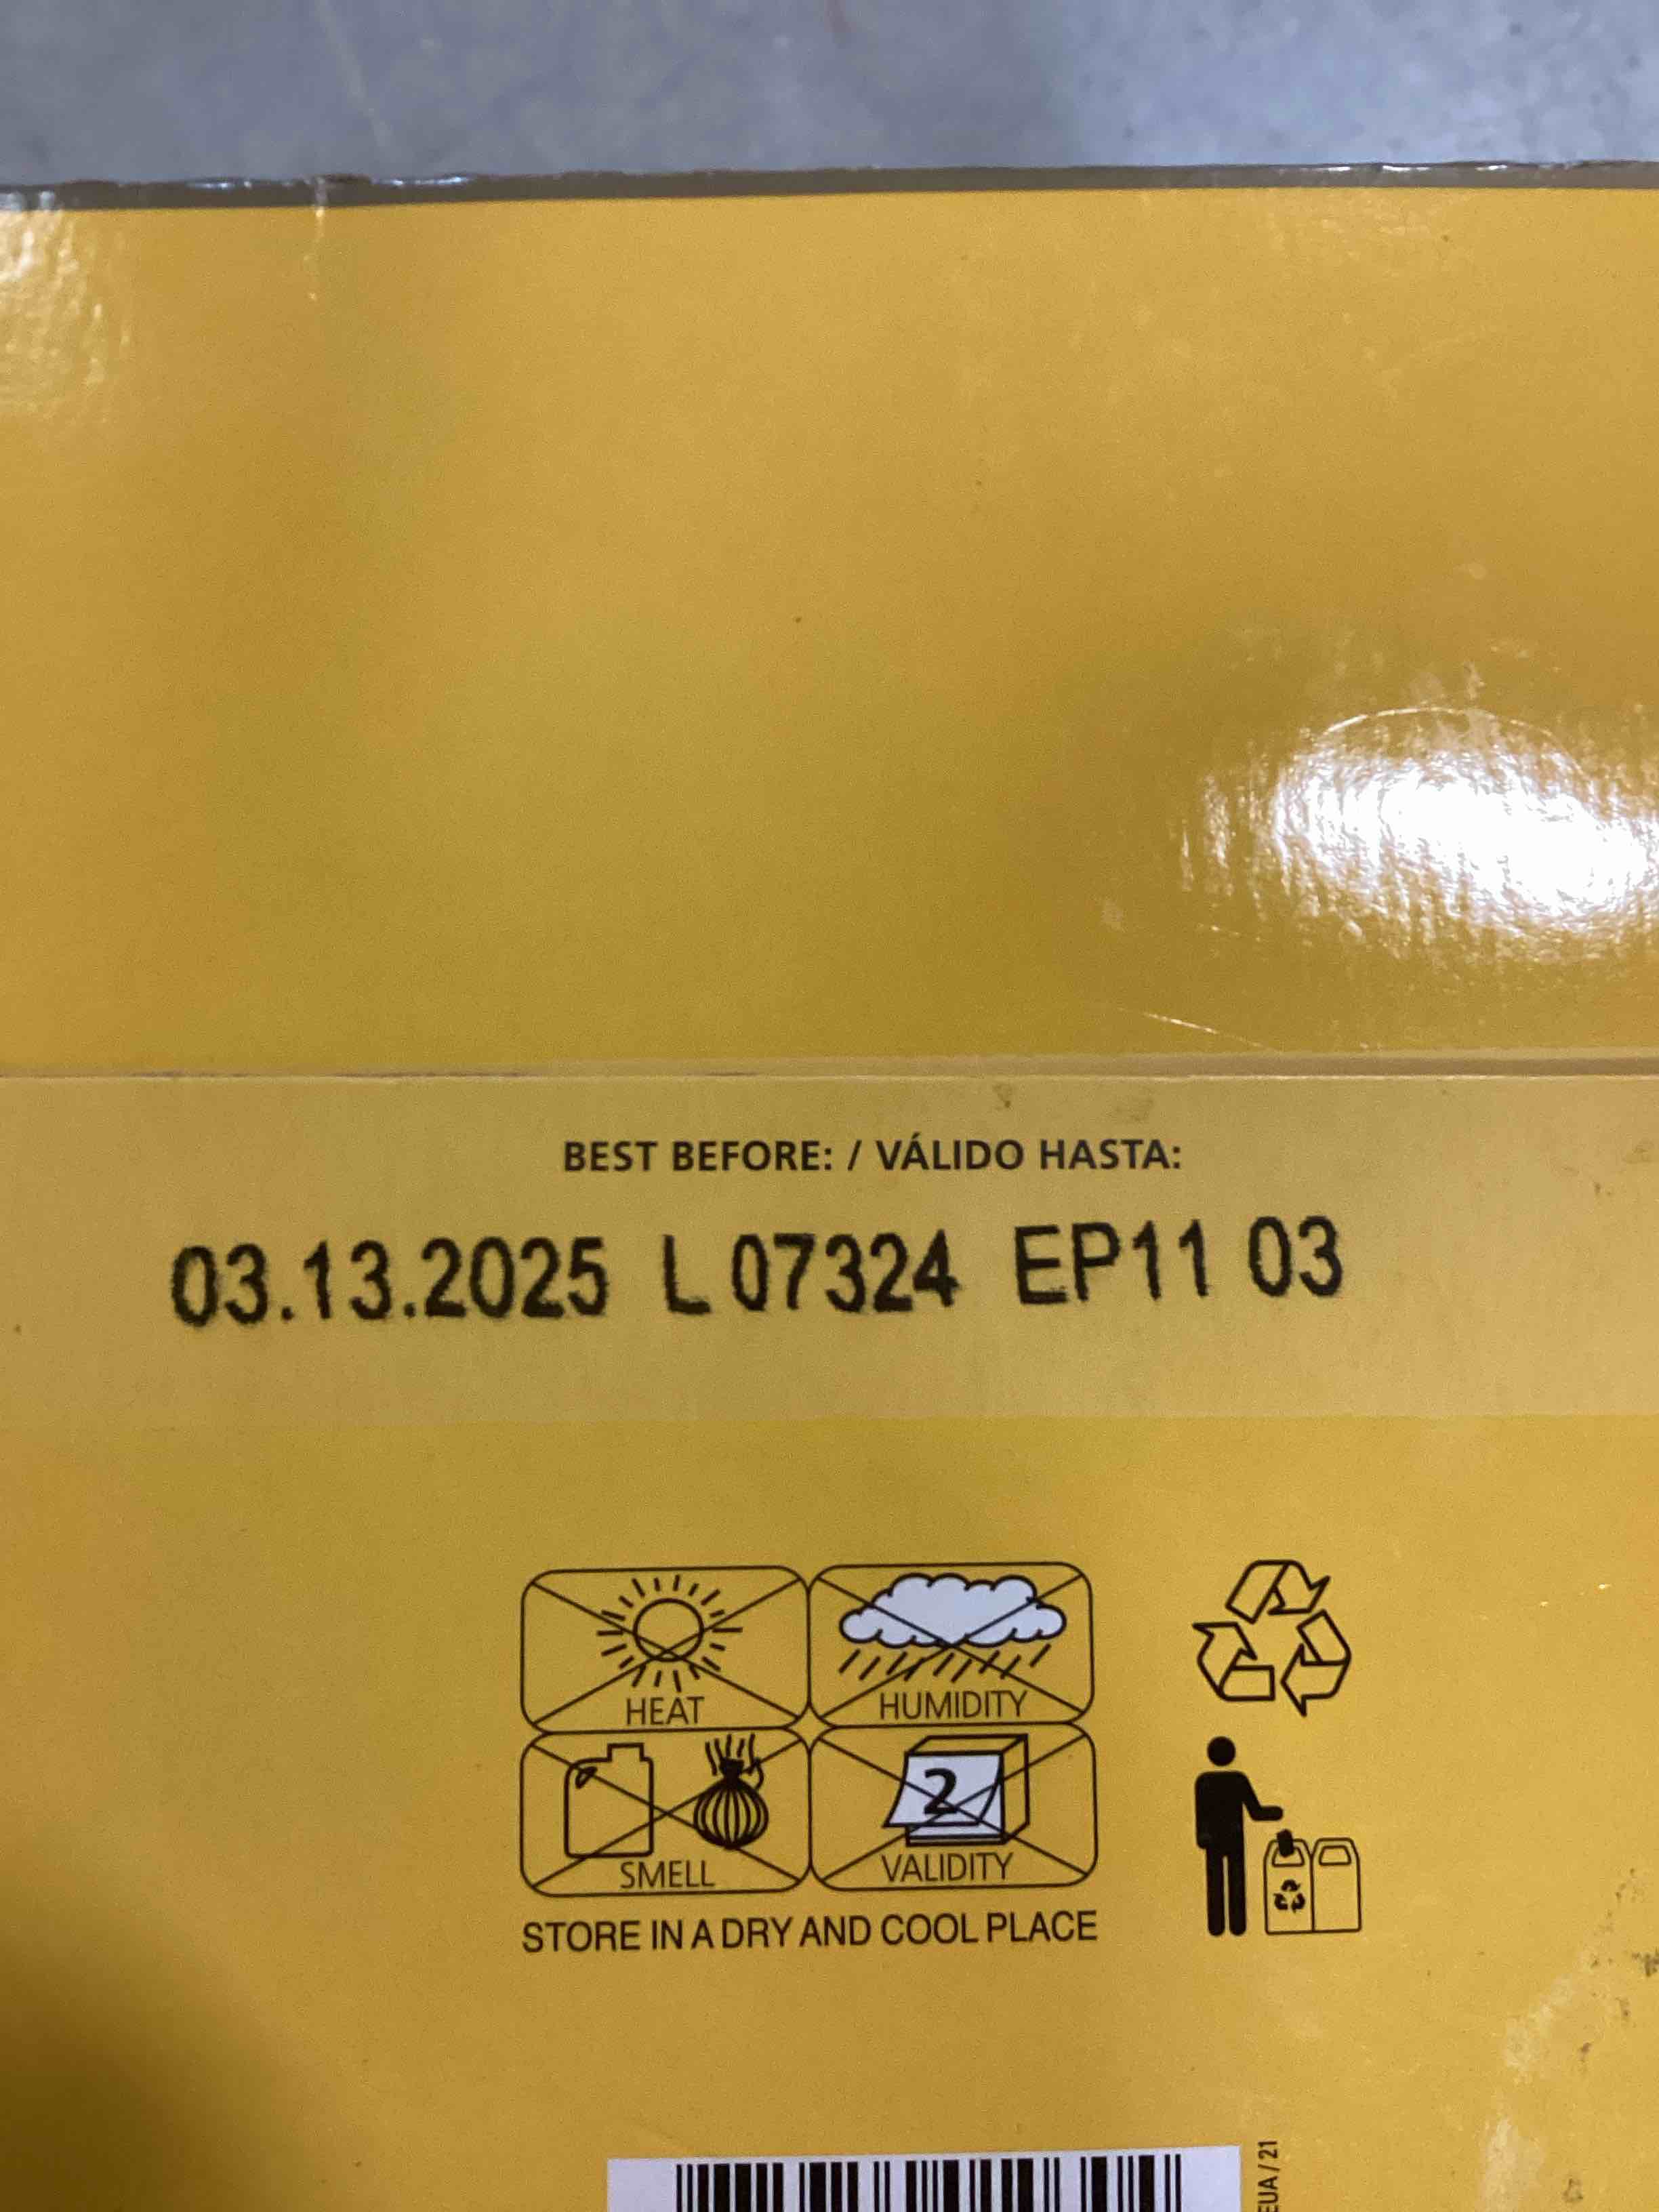 BEST BEFORE: / VÁLIDO HASTA:
03.13.2025 L 07324 EP11 03
HEAT
HUMIDITY
2
SMELL
VALIDITY
STORE IN A DRY AND COOL PLACE
EUA / 21